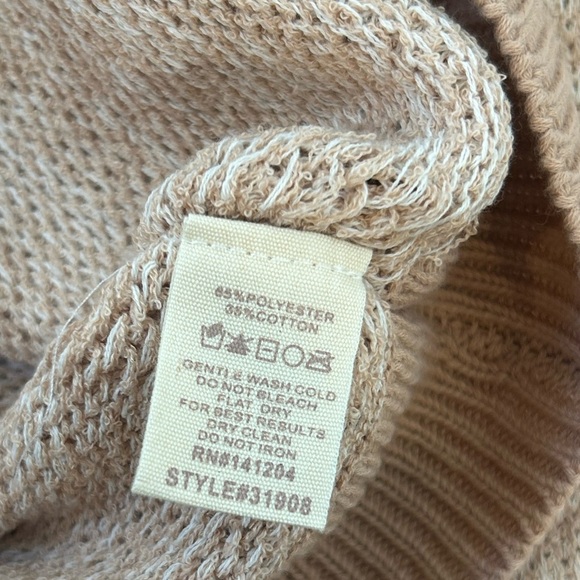 65%POLYESTER
35%COTTON
GENTLE WASH COLD
DO NOT BLEACH
FLAT DRY
FOR BEST RESULTS
DRY CLEAN
DO NOT IRON
RN#141204
STYLE#31908